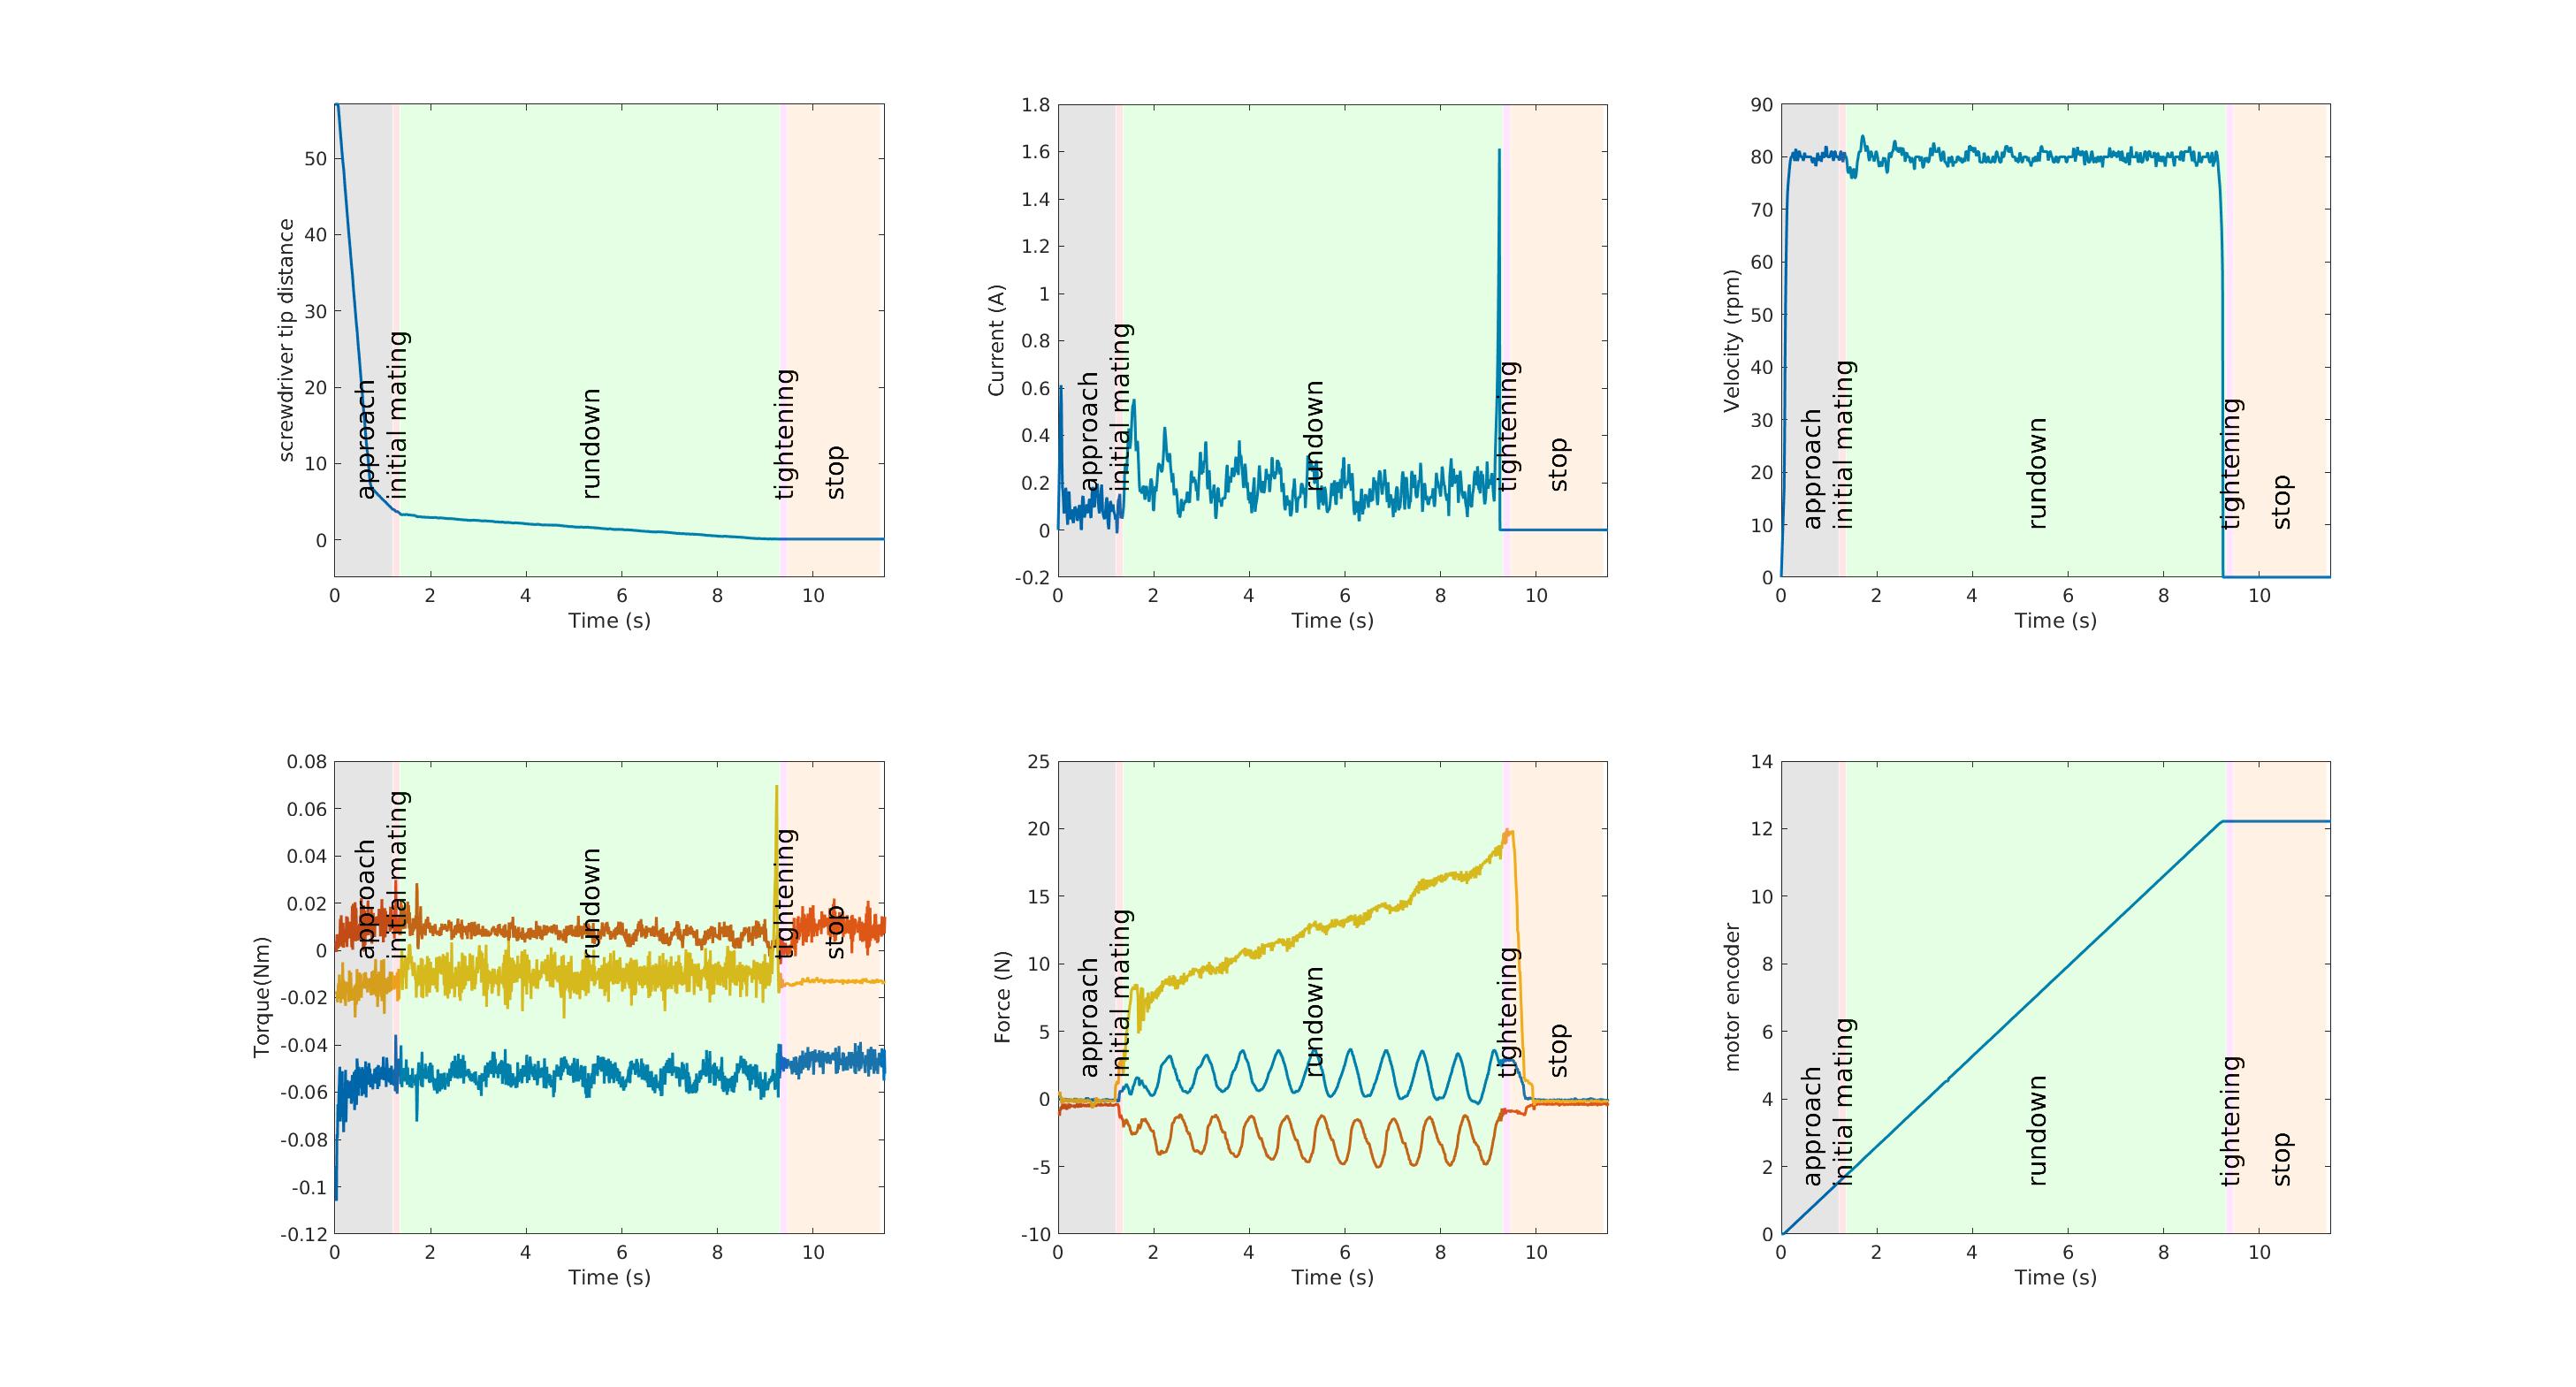 screwdriver tip distance
50
40
30
20
10
0
0 2 4 6 8 10
Time (s)
approach
initial mating
rundown
tightening
stop
Current (A)
1.8
1.6
1.4
1.2
1
0.8
0.6
0.4
0.2
0
-0.2
0 2 4 6 8 10
Time (s)
approach
initial mating
rundown
tightening
stop
Velocity (rpm)
90
80
70
60
50
40
30
20
10
0
0 2 4 6 8 10
Time (s)
approach
initial mating
rundown
tightening
stop
Torque(Nm)
0.08
0.06
0.04
0.02
0
-0.02
-0.04
-0.06
-0.08
-0.1
-0.12
0 2 4 6 8 10
Time (s)
approach
initial mating
rundown
tightening
stop
Force (N)
25
20
15
10
5
0
-5
-10
0 2 4 6 8 10
Time (s)
approach
initial mating
rundown
tightening
stop
motor encoder
14
12
10
8
6
4
2
0
0 2 4 6 8 10
Time (s)
approach
initial mating
rundown
tightening
stop